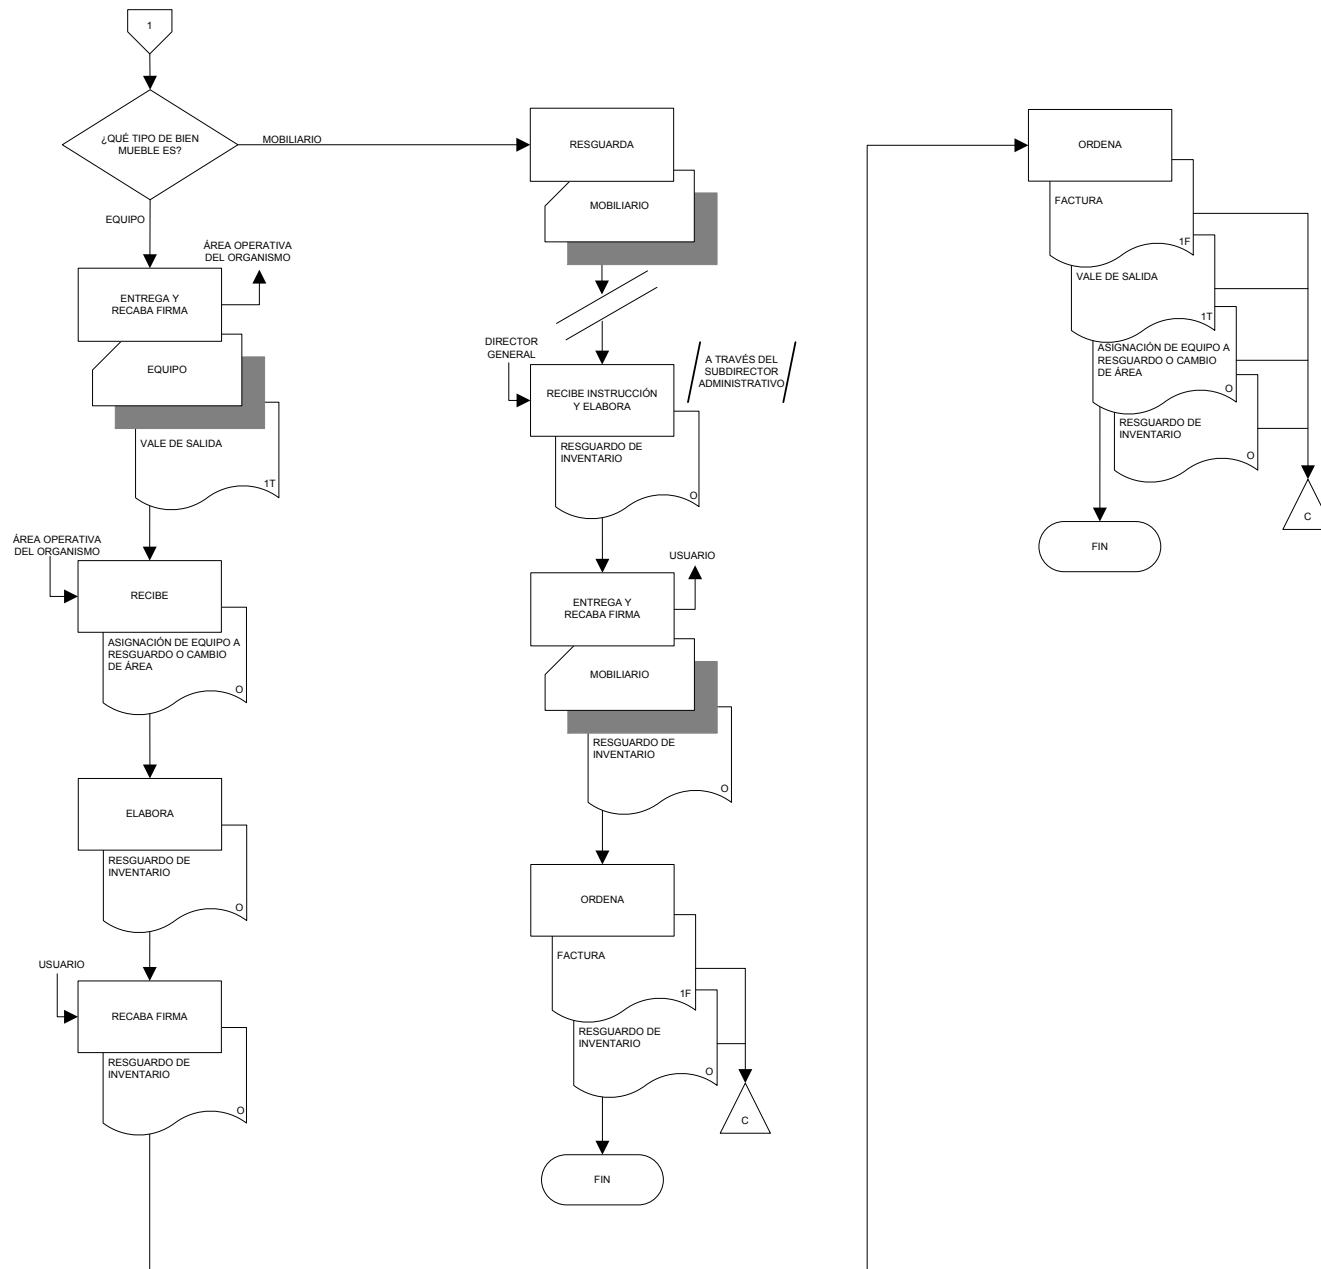 1
¿QUÉ TIPO DE BIEN
MUEBLE ES?
MOBILIARIO
EQUIPO
ÁREA OPERATIVA
DEL ORGANISMO
ENTREGA Y
RECABA FIRMA
EQUIPO
VALE DE SALIDA
1T
ÁREA OPERATIVA
DEL ORGANISMO
RECIBE
ASIGNACIÓN DE EQUIPO A
RESGUARDO O CAMBIO
DE ÁREA
O
ELABORA
RESGUARDO DE
INVENTARIO
O
USUARIO
RECABA FIRMA
RESGUARDO DE
INVENTARIO
O
RESGUARDA
MOBILIARIO
DIRECTOR
GENERAL
A TRAVÉS DEL
SUBDIRECTOR
ADMINISTRATIVO
RECIBE INSTRUCCIÓN
Y ELABORA
RESGUARDO DE
INVENTARIO
O
USUARIO
ENTREGA Y
RECABA FIRMA
MOBILIARIO
RESGUARDO DE
INVENTARIO
O
ORDENA
FACTURA
1F
RESGUARDO DE
INVENTARIO
O
C
FIN
ORDENA
FACTURA
1F
VALE DE SALIDA
1T
ASIGNACIÓN DE EQUIPO A
RESGUARDO O CAMBIO
DE ÁREA
O
RESGUARDO DE
INVENTARIO
O
C
FIN